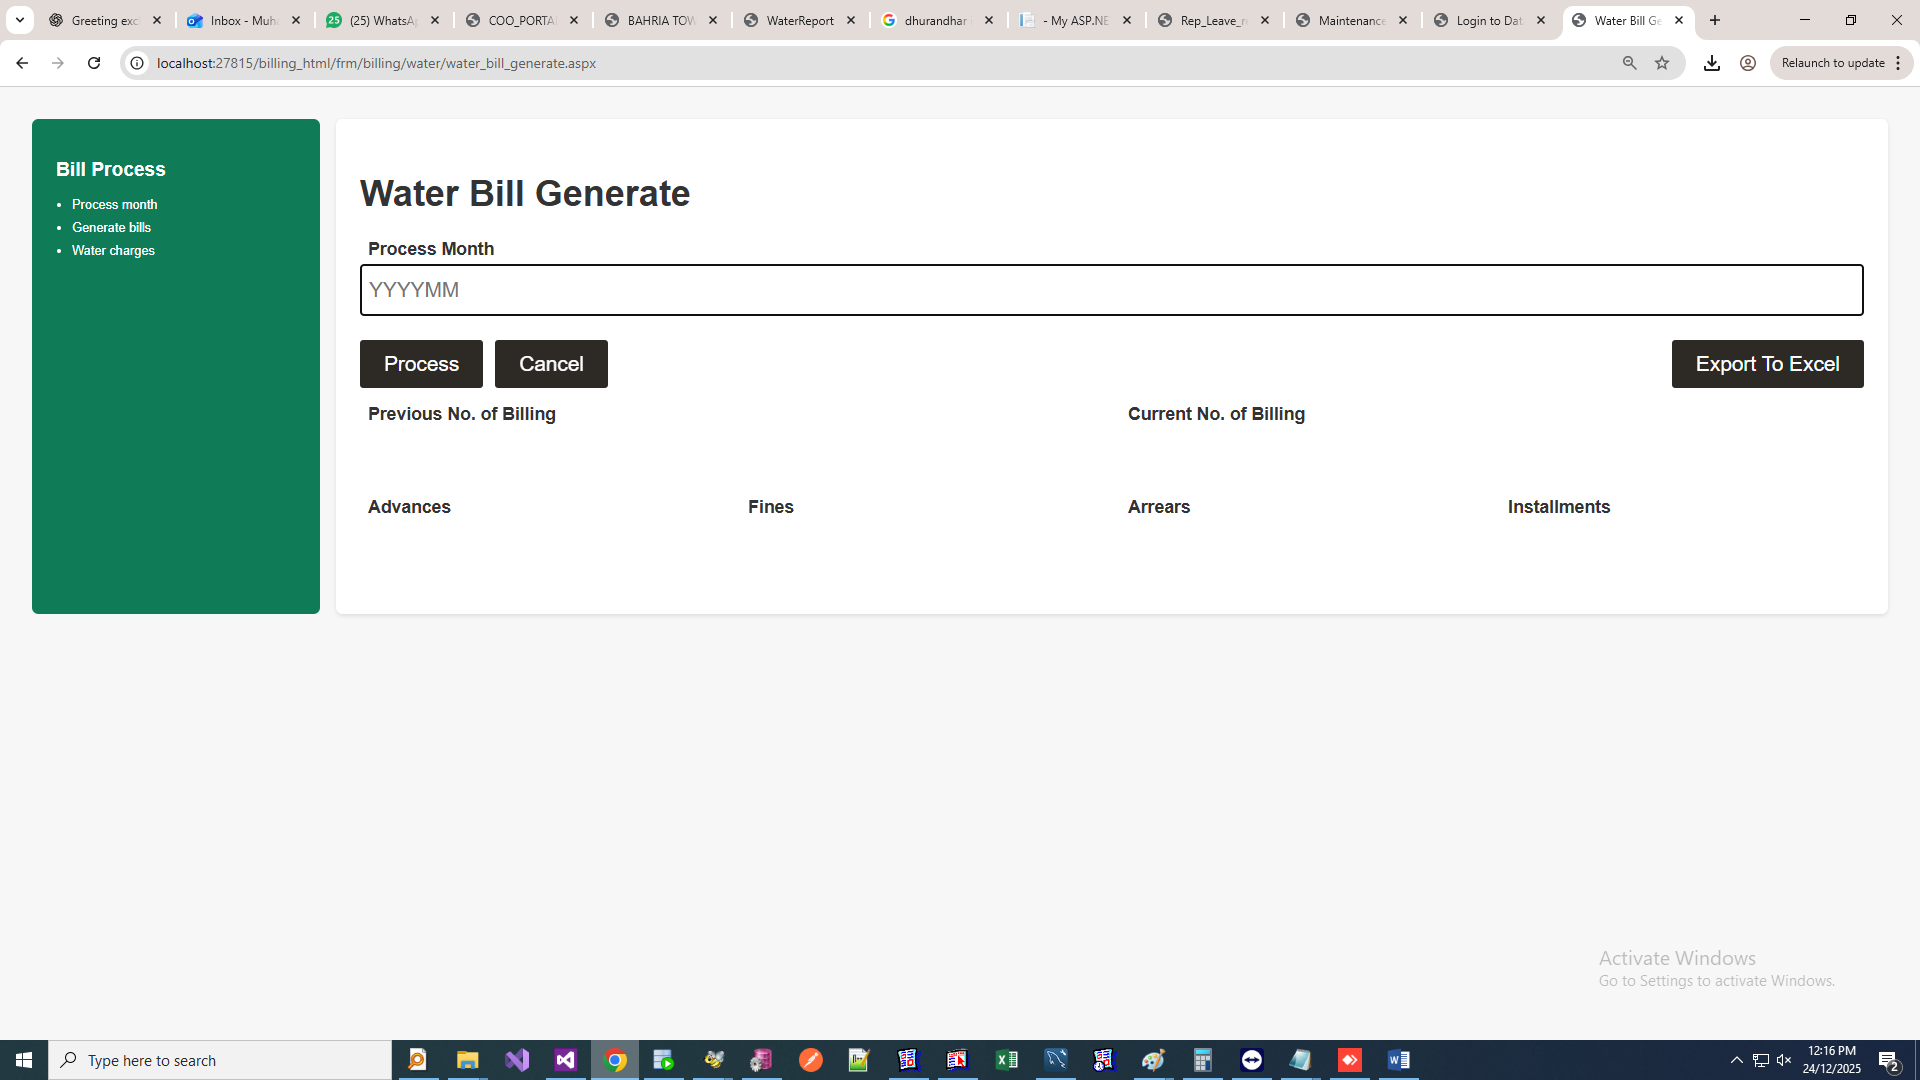 Greeting exc
Inbox - Muha
(25) WhatsAp
COO_PORTA
BAHRIA TOW
WaterReport
dhurandhar
- My ASP.NE
Rep_Leave_r
Maintenance
Login to Dat
Water Bill Ge
localhost:27815/billing_html/frm/billing/water/water_bill_generate.aspx
Relaunch to update
Bill Process
Process month
Generate bills
Water charges
Water Bill Generate
Process Month
YYYYMM
Process
Cancel
Export To Excel
Previous No. of Billing
Current No. of Billing
Advances
Fines
Arrears
Installments
Activate Windows
Go to Settings to activate Windows.
Type here to search
12:16 PM
24/12/2025
2